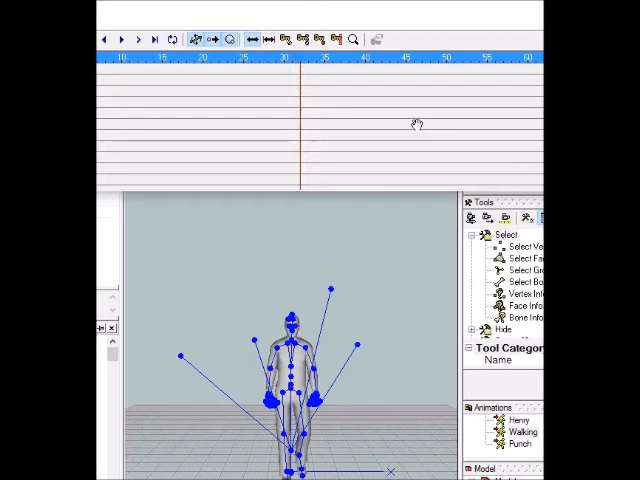 10 15 20 25 30 35 40 45 50 55 60
Tools
Select
Select Ve
Select Fa
Select Gr
Select Bo
Vertex Inf
Face Info
Bone Info
Hide
Tool Categor
Name
Animations
Henry
Walking
Punch
Model